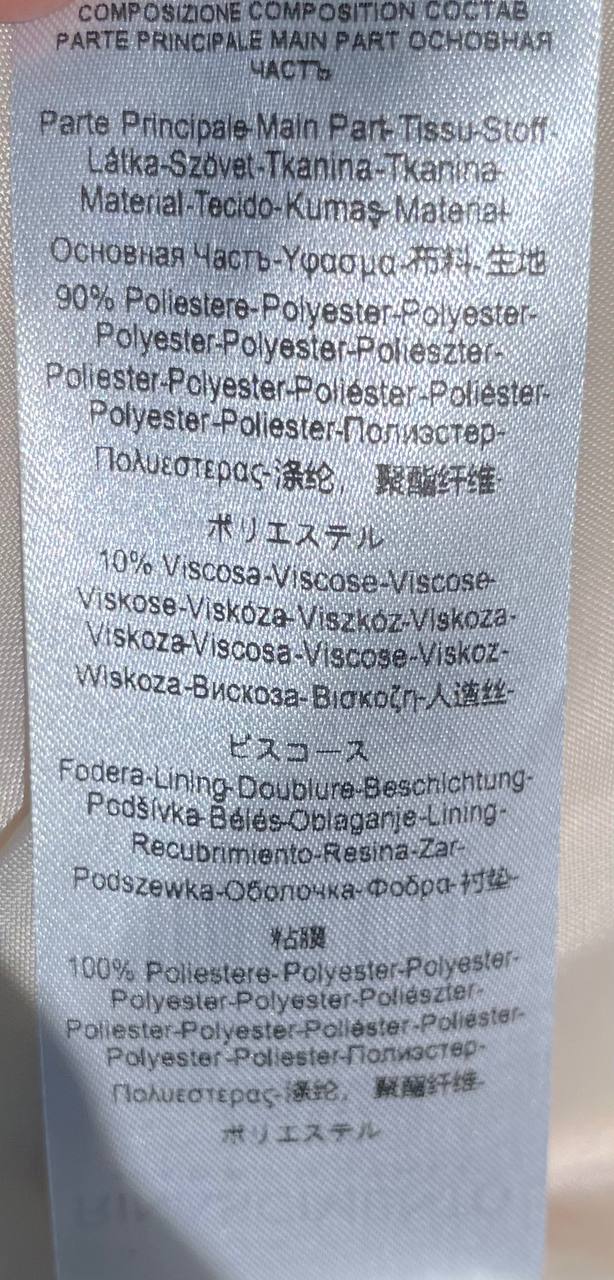 COMPOSIZIONE COMPOSITION СОСТАВ
PARTE PRINCIPALE MAIN PART ОСНОВНАЯ
ЧАСТЬ
Parte Principale-Main Part-Tissu-Stoff-
Látka-Szövet-Tkanina-Tkanina-
Material-Tecido-Kumaş-Material-
Основная Часть-Υφασμα-布料-生地
90% Poliestere-Polyester-Polyester-
Polyester-Polyester-Poliészter-
Poliester-Polyester-Poliéster-Poliéster-
Polyester-Poliester-Полиэстер-
Πολυεστερας-涤纶, 聚酯纤维-
ポリエステル
10% Viscosa-Viscose-Viscose-
Viskose-Viskóza-Viszkóz-Viskoza-
Viskoza-Viscosa-Viscose-Viskoz-
Wiskoza-Вискоза-Βισκοζη-人造丝-
ビスコース
Fodera-Lining-Doublure-Beschichtung-
Podšívka-Bélés-Oblaganje-Lining-
Recubrimiento-Resina-Zar-
Podszewka-Оболочка-Φοδρα-衬垫-
粘膜
100% Poliestere-Polyester-Polyester-
Polyester-Polyester-Poliészter-
Poliester-Polyester-Poliéster-Poliéster-
Polyester-Poliester-Полиэстер-
Πολυεστερας-涤纶, 聚酯纤维-
ポリエステル